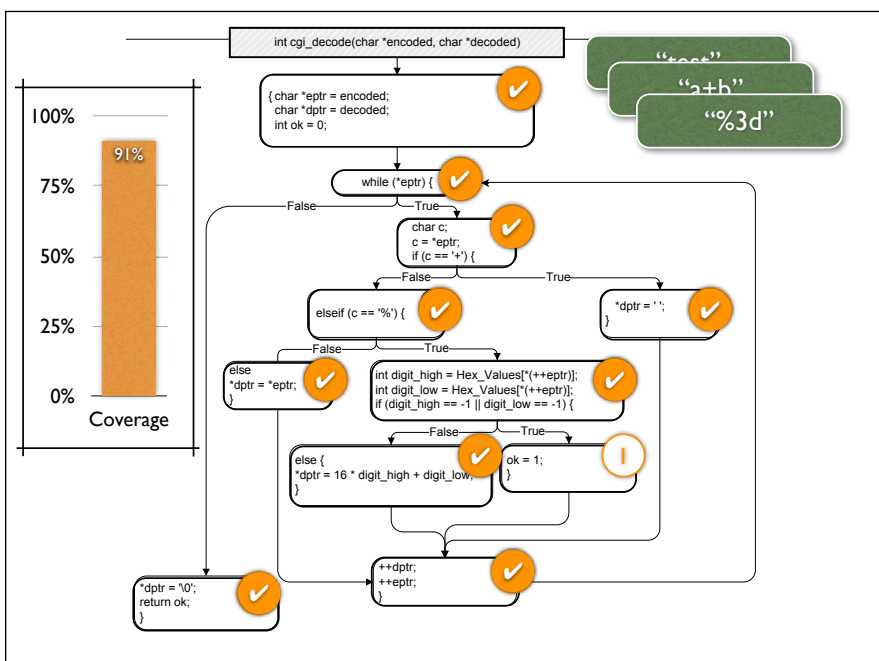 int cgi_decode(char *encoded, char *decoded)
“test”
“a+b”
“%3d”
{ char *eptr = encoded;
char *dptr = decoded;
int ok = 0;
100%
91%
75%
50%
25%
0%
Coverage
while (*eptr) {
False
True
char c;
c = *eptr;
if (c == '+') {
False
True
elseif (c == '%') {
*dptr = ' ';
}
False
True
else
*dptr = *eptr;
}
int digit_high = Hex_Values[*(++eptr)];
int digit_low = Hex_Values[*(++eptr)];
if (digit_high == -1 || digit_low == -1) {
False
True
else {
*dptr = 16 * digit_high + digit_low;
}
ok = 1;
}
1
++dptr;
++eptr;
}
*dptr = '\0';
return ok;
}